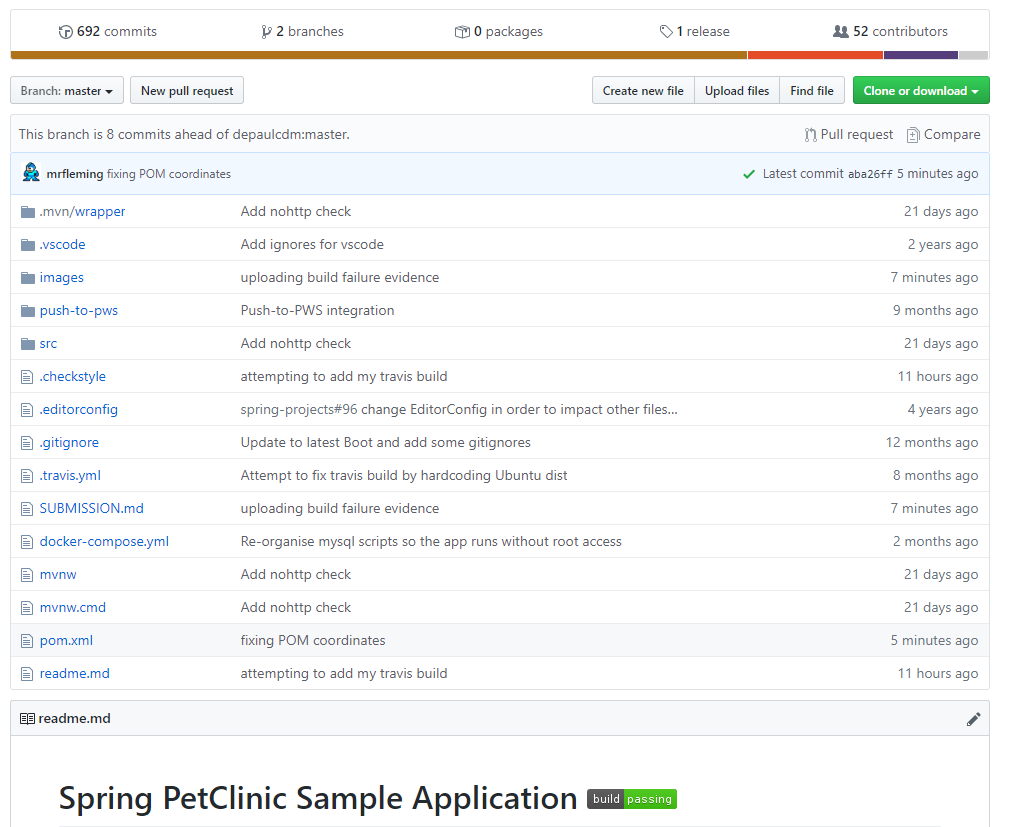 692 commits 2 branches 0 packages 1 release 52 contributors
Branch: master New pull request Create new file Upload files Find file Clone or download
This branch is 8 commits ahead of depaulcdm:master. Pull request Compare
mrfleming fixing POM coordinates Latest commit aba26ff 5 minutes ago
.mvn/wrapper Add nohttp check 21 days ago
.vscode Add ignores for vscode 2 years ago
images uploading build failure evidence 7 minutes ago
push-to-pws Push-to-PWS integration 9 months ago
src Add nohttp check 21 days ago
.checkstyle attempting to add my travis build 11 hours ago
.editorconfig spring-projects#96 change EditorConfig in order to impact other files... 4 years ago
.gitignore Update to latest Boot and add some gitignores 12 months ago
.travis.yml Attempt to fix travis build by hardcoding Ubuntu dist 8 months ago
SUBMISSION.md uploading build failure evidence 7 minutes ago
docker-compose.yml Re-organise mysql scripts so the app runs without root access 2 months ago
mvnw Add nohttp check 21 days ago
mvnw.cmd Add nohttp check 21 days ago
pom.xml fixing POM coordinates 5 minutes ago
readme.md attempting to add my travis build 11 hours ago
readme.md
Spring PetClinic Sample Application build passing